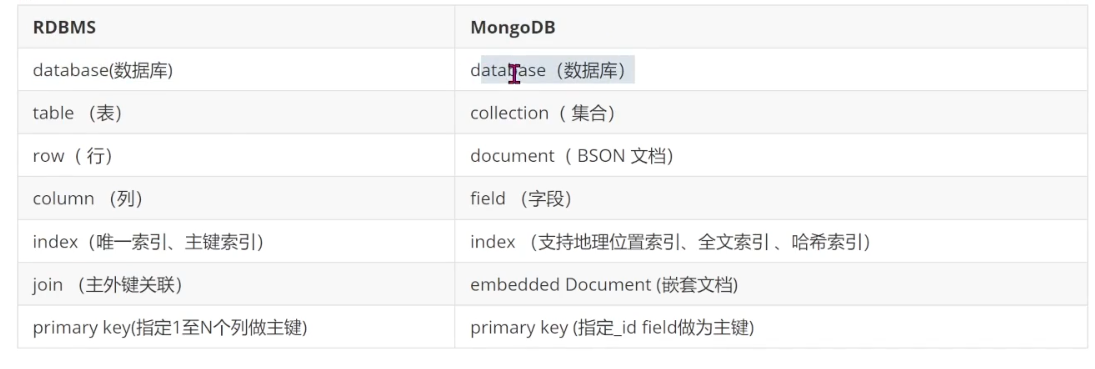 RDBMS MongoDB
database(数据库) database（数据库）
table （表） collection（ 集合）
row（ 行） document（ BSON 文档)
column （列） field （字段）
index（唯一索引、主键索引） index （支持地理位置索引、全文索引 、哈希索引)
join （主外键关联） embedded Document (嵌套文档)
primary key(指定1至N个列做主键) primary key (指定_id field做为主键)